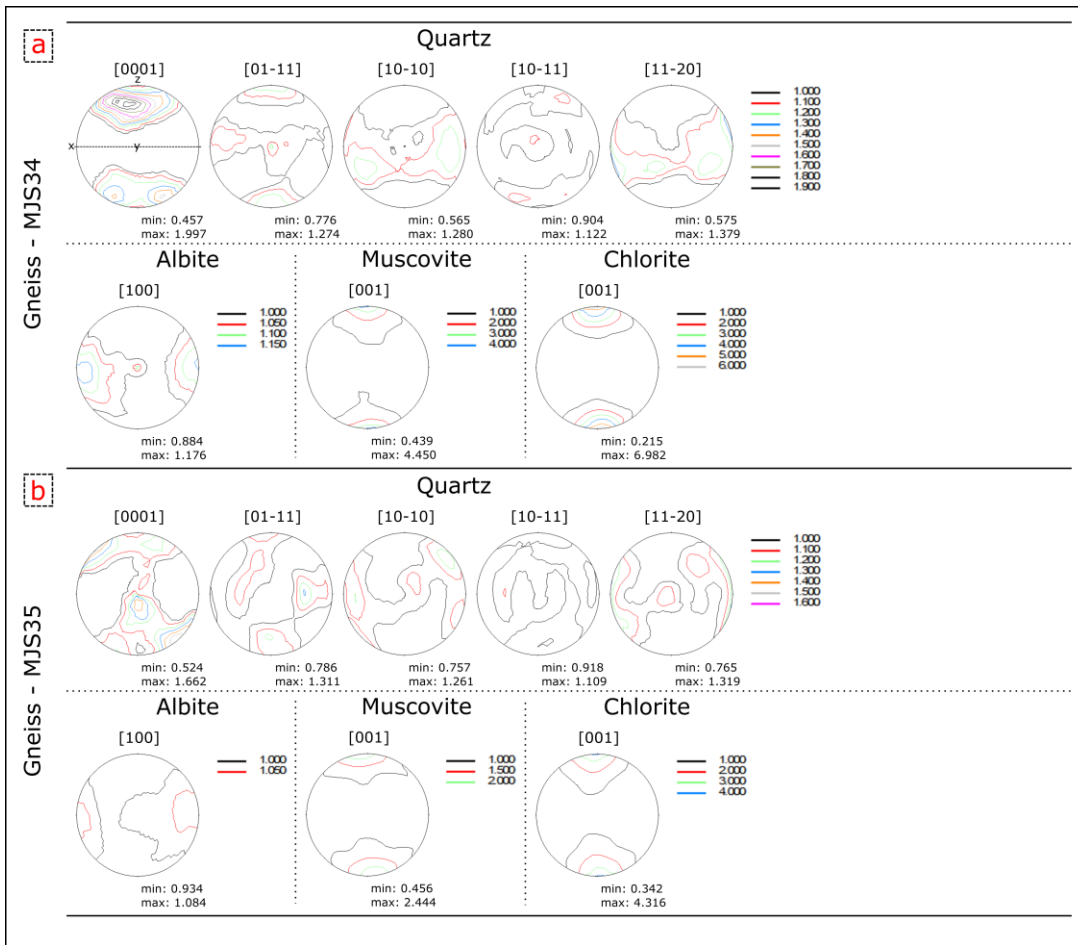 a
Gneiss - MJS34
Quartz
[0001] [01-11] [10-10] [10-11] [11-20]
z
x y
1.000
1.100
1.200
1.300
1.400
1.500
1.600
1.700
1.800
1.900
min: 0.457 min: 0.776 min: 0.565 min: 0.904 min: 0.575
max: 1.997 max: 1.274 max: 1.280 max: 1.122 max: 1.379
Albite Muscovite Chlorite
[100] [001] [001]
1.000 1.000 1.000
1.050 2.000 2.000
1.100 3.000 3.000
1.150 4.000 4.000
5.000
6.000
min: 0.884 min: 0.439 min: 0.215
max: 1.176 max: 4.450 max: 6.982
b
Gneiss - MJS35
Quartz
[0001] [01-11] [10-10] [10-11] [11-20]
1.000
1.100
1.200
1.300
1.400
1.500
1.600
min: 0.524 min: 0.786 min: 0.757 min: 0.918 min: 0.765
max: 1.662 max: 1.311 max: 1.261 max: 1.109 max: 1.319
Albite Muscovite Chlorite
[100] [001] [001]
1.000 1.000 1.000
1.050 1.500 2.000
2.000 3.000
4.000
min: 0.934 min: 0.456 min: 0.342
max: 1.084 max: 2.444 max: 4.316